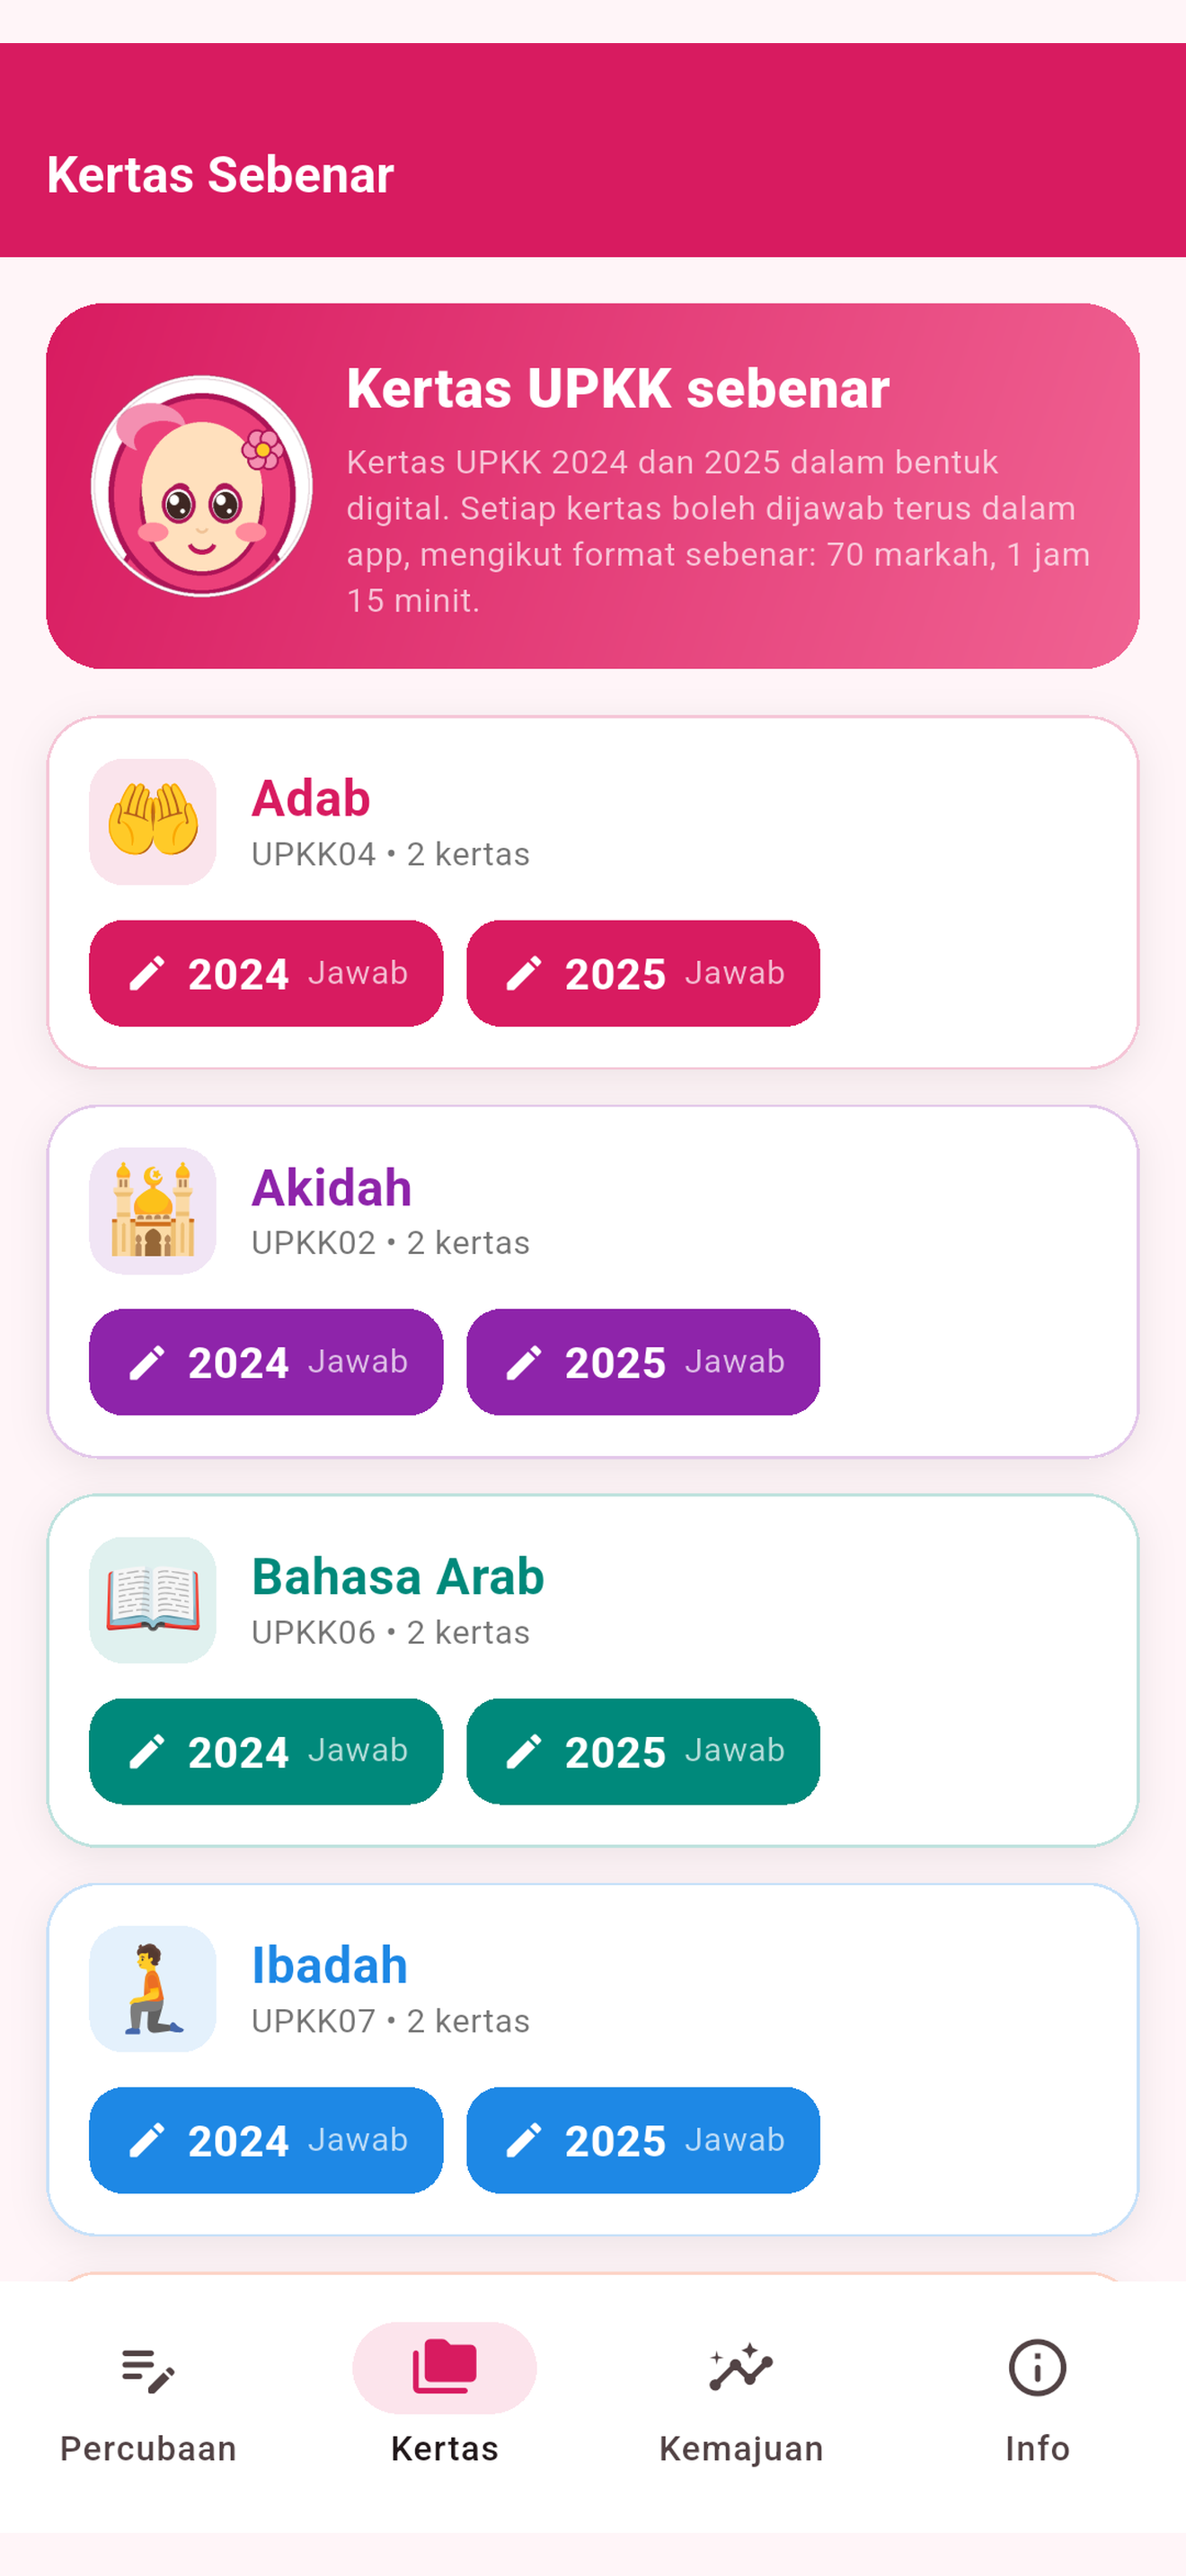 Kertas Sebenar
Kertas UPKK sebenar
Kertas UPKK 2024 dan 2025 dalam bentuk
digital. Setiap kertas boleh dijawab terus dalam
app, mengikut format sebenar: 70 markah, 1 jam
15 minit.
Adab
UPKK04 • 2 kertas
2024 Jawab 2025 Jawab
Akidah
UPKK02 • 2 kertas
2024 Jawab 2025 Jawab
Bahasa Arab
UPKK06 • 2 kertas
2024 Jawab 2025 Jawab
Ibadah
UPKK07 • 2 kertas
2024 Jawab 2025 Jawab
Percubaan Kertas Kemajuan Info